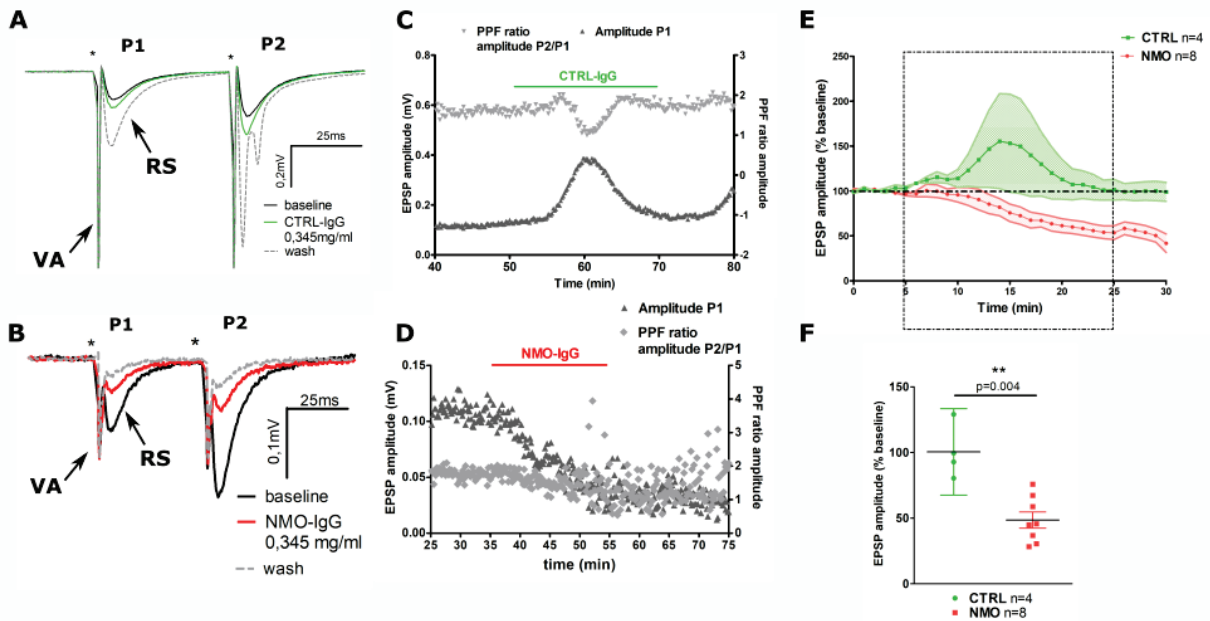 A
P1
P2
*
*
RS
VA
25ms
0,2mV
baseline
CTRL-IgG
0,345mg/ml
wash
B
P1
P2
*
*
RS
VA
25ms
0,1mV
baseline
NMO-IgG
0,345 mg/ml
wash
C
PPF ratio
amplitude P2/P1
Amplitude P1
CTRL-IgG
EPSP amplitude (mV)
0.8
0.6
0.4
0.2
0.0
40
50
60
70
80
Time (min)
3
2
1
0
-1
-2
PPF ratio amplitude
D
Amplitude P1
PPF ratio
amplitude P2/P1
NMO-IgG
EPSP amplitude (mV)
0.15
0.10
0.05
0.00
25
30
35
40
45
50
55
60
65
70
75
time (min)
5
4
3
2
1
0
PPF ratio amplitude
E
CTRL n=4
NMO n=8
EPSP amplitude (% baseline)
250
200
150
100
50
0
0
5
10
15
20
25
30
Time (min)
F
**
p=0.004
EPSP amplitude (% baseline)
150
100
50
0
CTRL n=4
NMO n=8